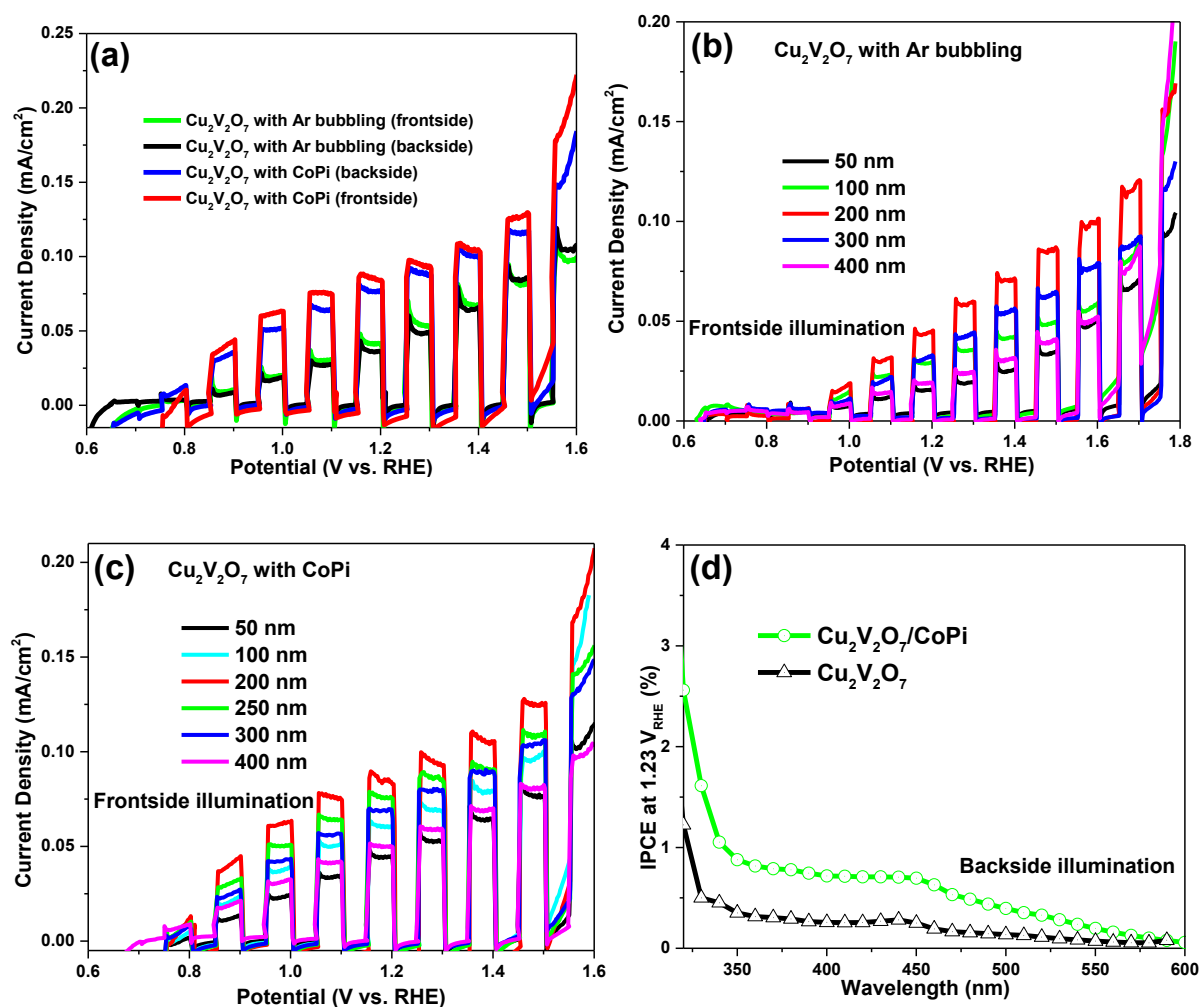 (a)
Cu₂V₂O₇ with Ar bubbling (frontside)
Cu₂V₂O₇ with Ar bubbling (backside)
Cu₂V₂O₇ with CoPi (backside)
Cu₂V₂O₇ with CoPi (frontside)
Current Density (mA/cm²)
0.25
0.20
0.15
0.10
0.05
0.00
0.6 0.8 1.0 1.2 1.4 1.6
Potential (V vs. RHE)
(b)
Cu₂V₂O₇ with Ar bubbling
50 nm
100 nm
200 nm
300 nm
400 nm
Frontside illumination
Current Density (mA/cm²)
0.20
0.15
0.10
0.05
0.00
0.6 0.8 1.0 1.2 1.4 1.6 1.8
Potential (V vs. RHE)
(c)
Cu₂V₂O₇ with CoPi
50 nm
100 nm
200 nm
250 nm
300 nm
400 nm
Frontside illumination
Current Density (mA/cm²)
0.20
0.15
0.10
0.05
0.00
0.6 0.8 1.0 1.2 1.4 1.6
Potential (V vs. RHE)
(d)
Cu₂V₂O₇/CoPi
Cu₂V₂O₇
Backside illumination
IPCE at 1.23 V_RHE (%)
4
3
2
1
0
350 400 450 500 550 600
Wavelength (nm)